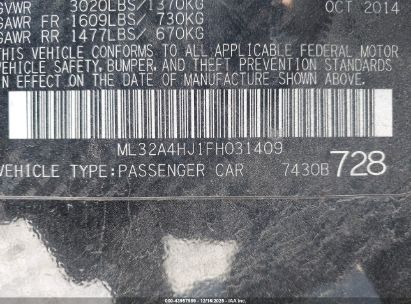 GVWR 3020LBS/1370KG OCT 2014
GAWR FR 1609LBS/ 730KG
GAWR RR 1477LBS/ 670KG
THIS VEHICLE CONFORMS TO ALL APPLICABLE FEDERAL MOTOR
VEHICLE SAFETY, BUMPER, AND THEFT PREVENTION STANDARDS
IN EFFECT ON THE DATE OF MANUFACTURE SHOWN ABOVE.
ML32A4HJ1FH031409
VEHICLE TYPE:PASSENGER CAR 7430B 728